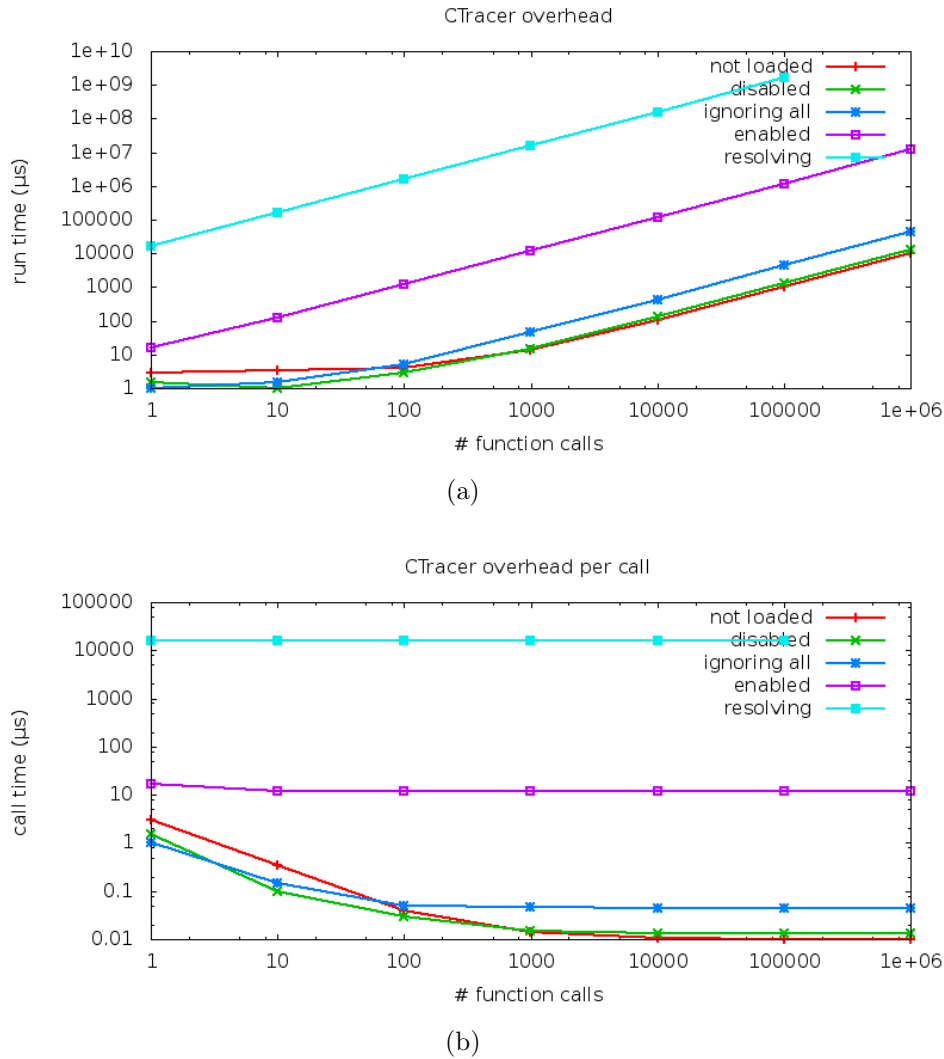 CTracer overhead
1e+10
1e+09
1e+08
1e+07
1e+06
100000
10000
1000
100
10
1
run time (µs)
not loaded
disabled
ignoring all
enabled
resolving
1 10 100 1000 10000 100000 1e+06
# function calls
(a)
CTracer overhead per call
100000
10000
1000
100
10
1
0.1
0.01
call time (µs)
not loaded
disabled
ignoring all
enabled
resolving
1 10 100 1000 10000 100000 1e+06
# function calls
(b)